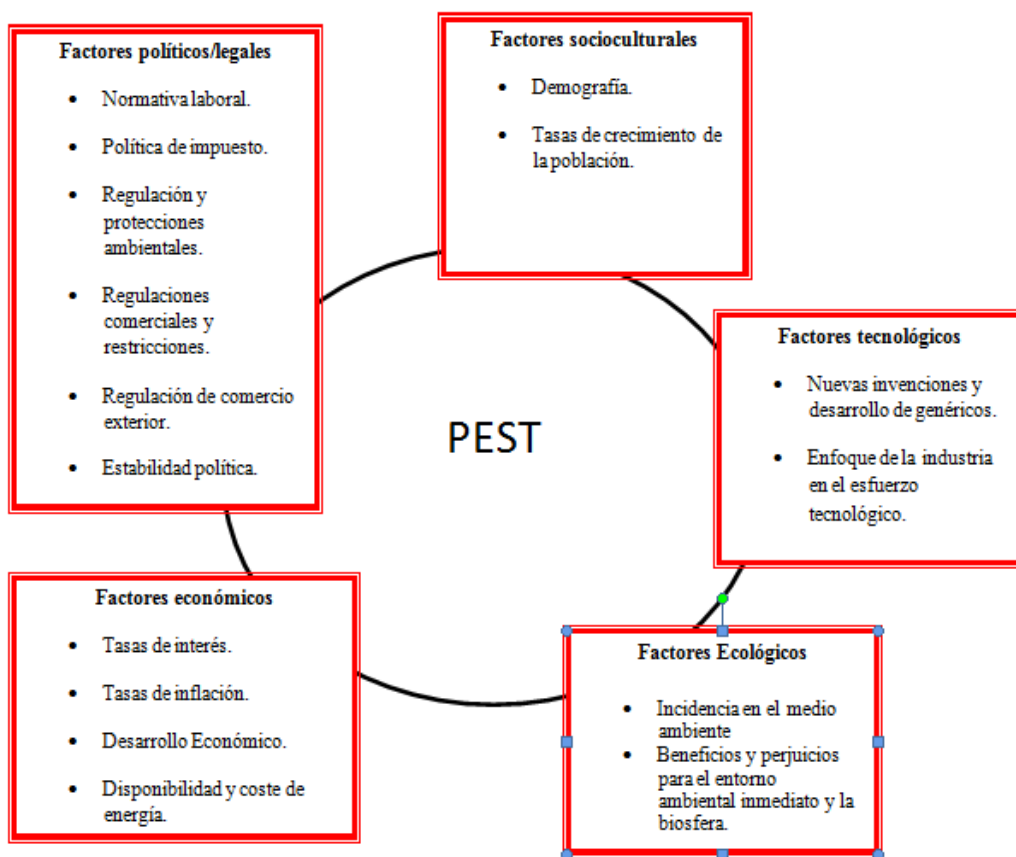 Factores políticos/legales
• Normativa laboral.
• Política de impuesto.
• Regulación y
protecciones
ambientales.
• Regulaciones
comerciales y
restricciones.
• Regulación de comercio
exterior.
• Estabilidad política.
Factores socioculturales
• Demografía.
• Tasas de crecimiento de
la población.
Factores tecnológicos
• Nuevas invenciones y
desarrollo de genéricos.
• Enfoque de la industria
en el esfuerzo
tecnológico.
PEST
Factores económicos
• Tasas de interés.
• Tasas de inflación.
• Desarrollo Económico.
• Disponibilidad y coste de
energía.
Factores Ecológicos
• Incidencia en el medio
ambiente
• Beneficios y perjuicios
para el entorno
ambiental inmediato y la
biosfera.